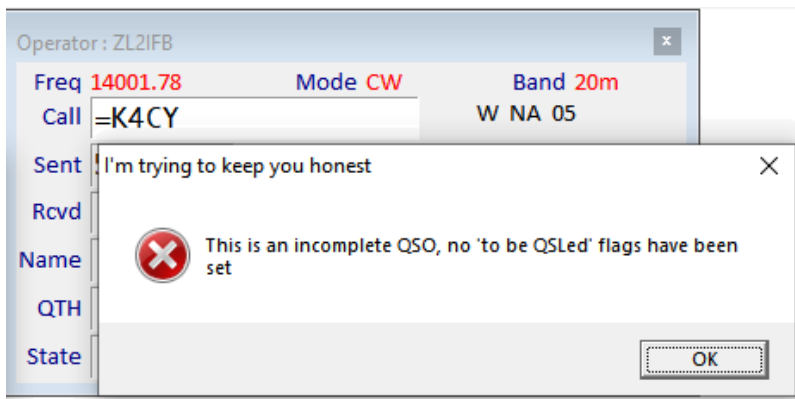 Operator : ZL2IFB x
Freq 14001.78 Mode CW Band 20m
Call =K4CY W NA 05
Sent I'm trying to keep you honest
Rcvd
This is an incomplete QSO, no 'to be QSLed' flags have been
Name set
QTH
State OK